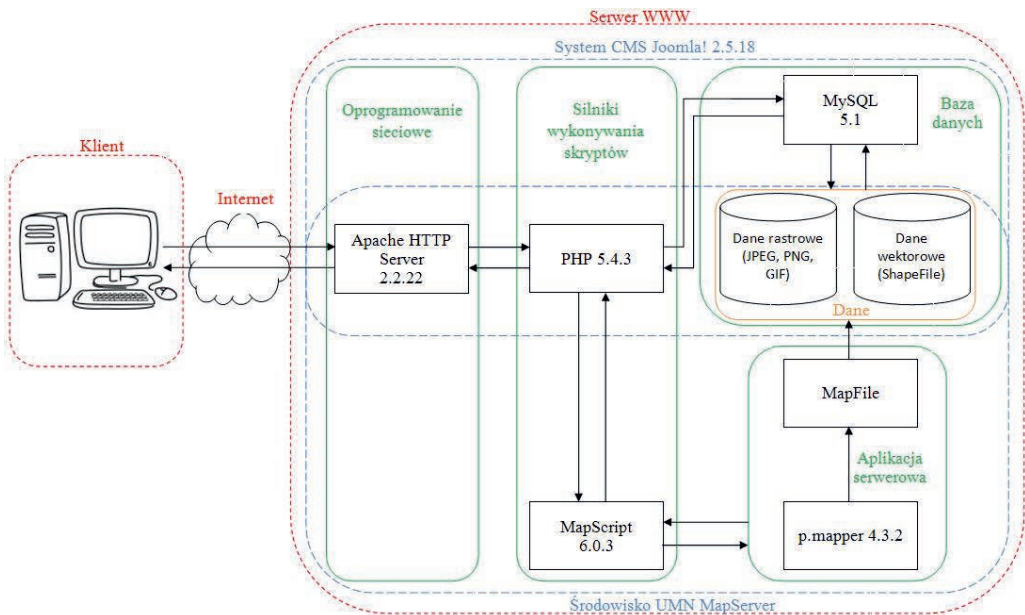 Serwer WWW
System CMS Joomla! 2.5.18
Oprogramowanie
sieciowe
Silniki
wykonywania
skryptów
MySQL
5.1
Baza
danych
Klient
Internet
Apache HTTP
Server
2.2.22
PHP 5.4.3
Dane rastrowe
(JPEG, PNG,
GIF)
Dane
wektorowe
(ShapeFile)
Dane
MapFile
Aplikacja
serwerowa
MapScript
6.0.3
p.mapper 4.3.2
Środowisko UMN MapServer